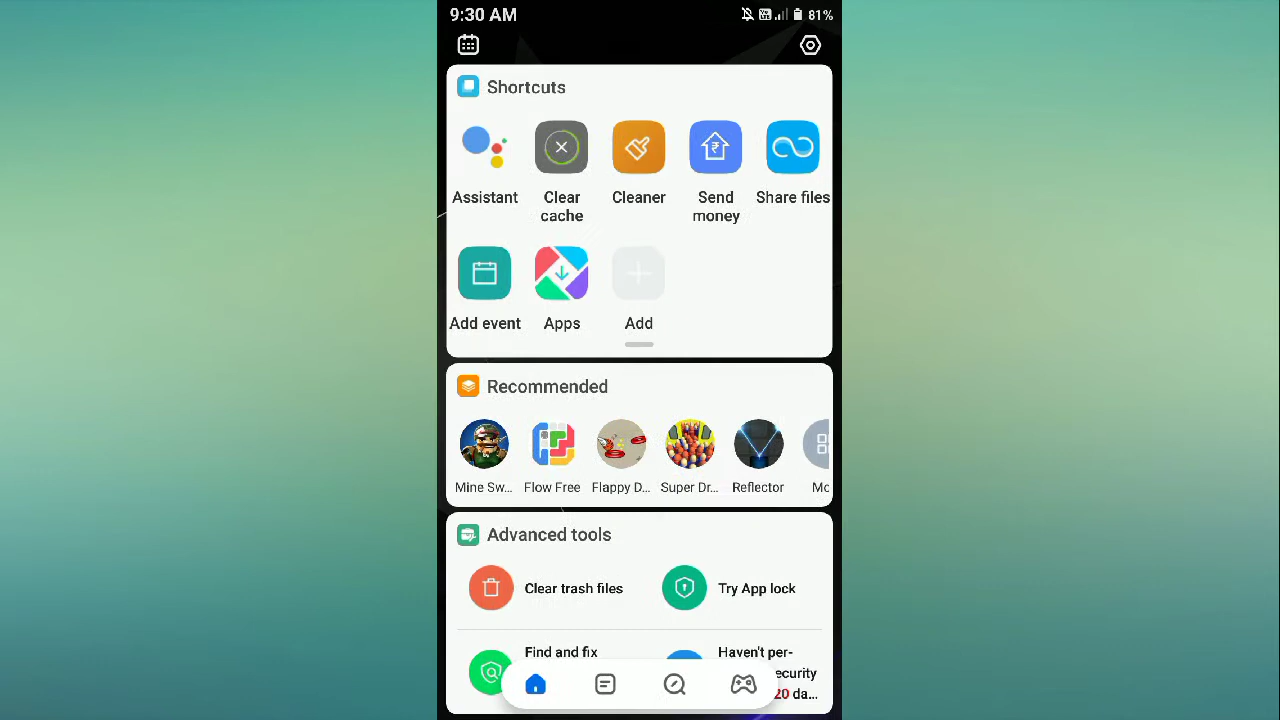 9:30 AM
81%
Shortcuts
Assistant
Clear cache
Cleaner
Send money
Share files
Add event
Apps
Add
Recommended
Mine Sw...
Flow Free
Flappy D...
Super Dr...
Reflector
Mo
Advanced tools
Clear trash files
Try App lock
Find and fix
Haven't per-
ecurity
20 da...